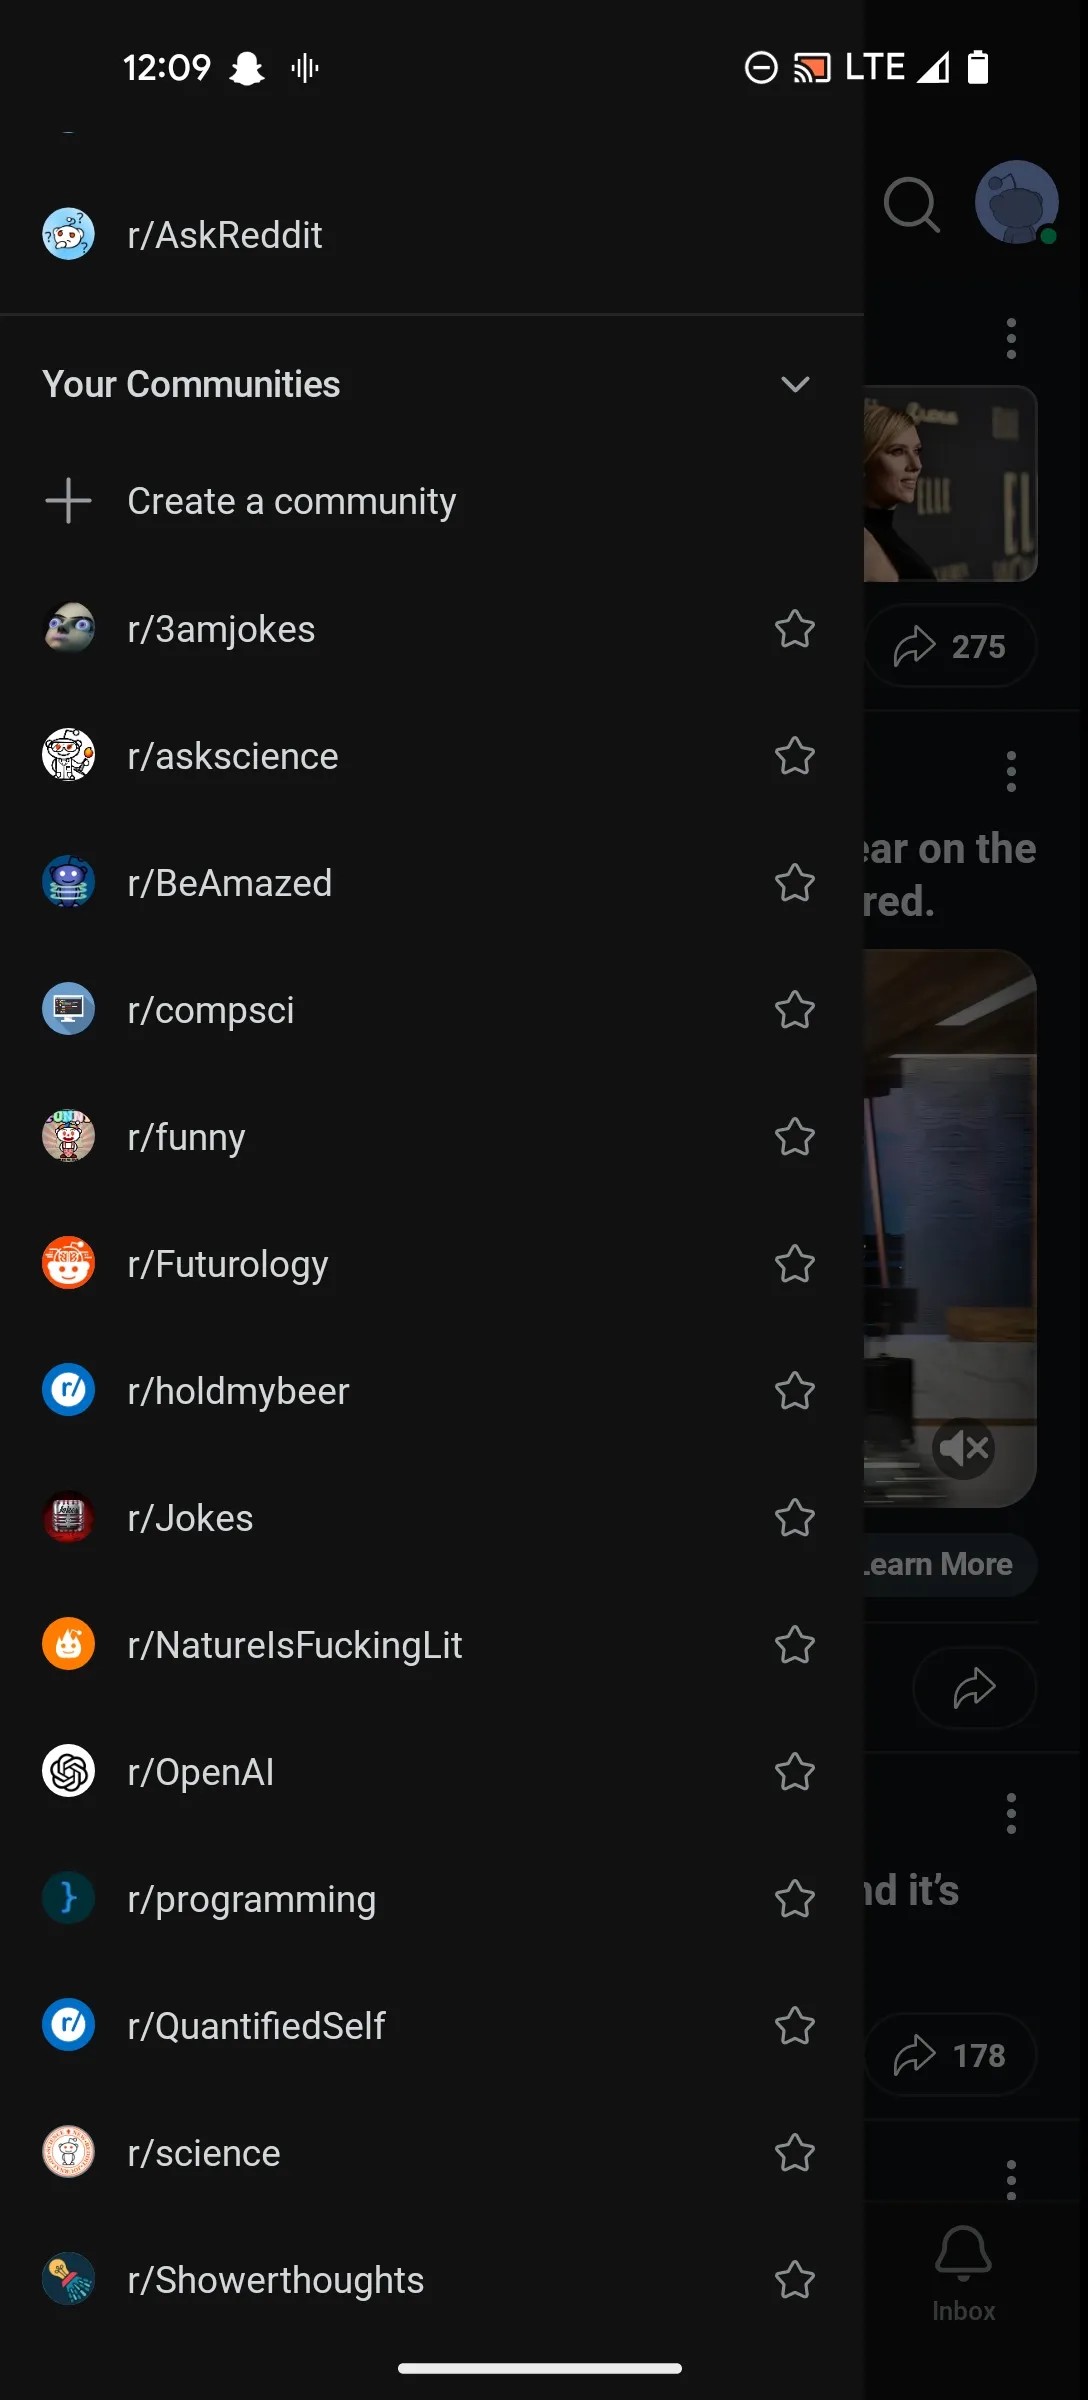 12:09
LTE
r/AskReddit
Your Communities
Create a community
r/3amjokes
275
r/askscience
ear on the
red.
r/BeAmazed
r/compsci
r/funny
r/Futurology
r/holdmybeer
r/Jokes
Learn More
r/NatureIsFuckingLit
r/OpenAI
r/programming
nd it's
r/QuantifiedSelf
178
r/science
r/Showerthoughts
Inbox